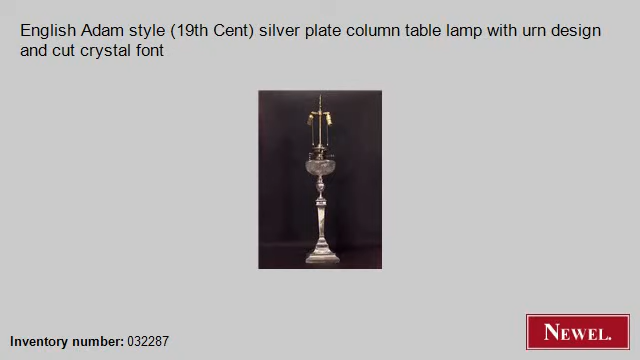 English Adam style (19th Cent) silver plate column table lamp with urn design
and cut crystal font
Inventory number: 032287
NEWEL.